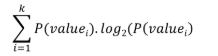 k
∑ P(value_i). log_2(P(value_i)
i=1